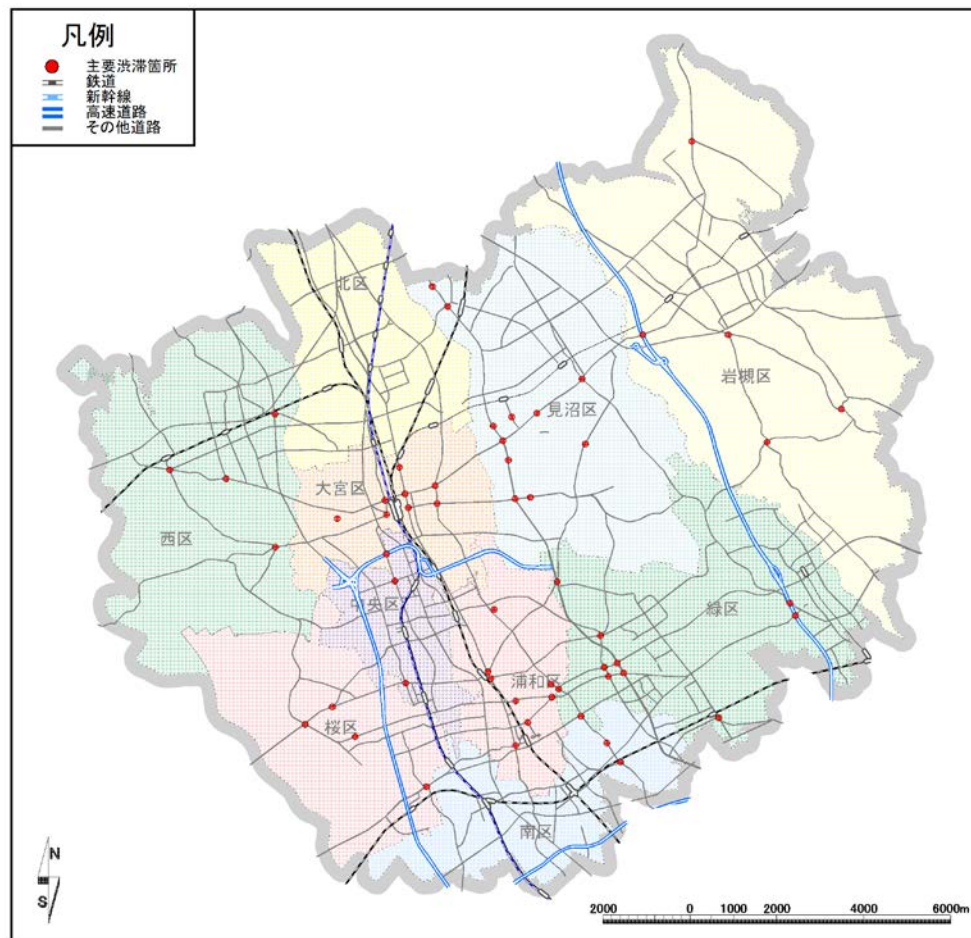 凡例
主要渋滞箇所
鉄道
新幹線
高速道路
その他道路
北区
岩槻区
見沼区
大宮区
西区
中央区
緑区
浦和区
桜区
南区
N
S
2000 0 1000 2000 4000 6000m